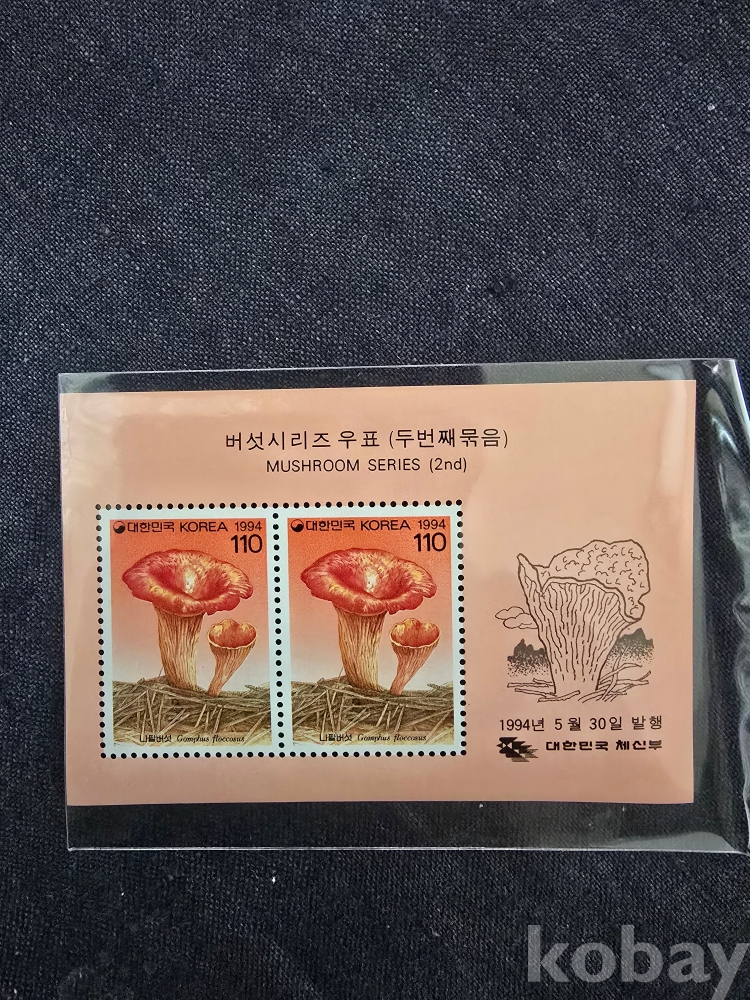 버섯시리즈 우표 (두번째묶음)
MUSHROOM SERIES (2nd)
대한민국 KOREA 1994
110
나팔버섯 Gomphus floccosus
대한민국 KOREA 1994
110
나팔버섯 Gomphus floccosus
1994년 5월 30일 발행
대한민국 체신부
kobay